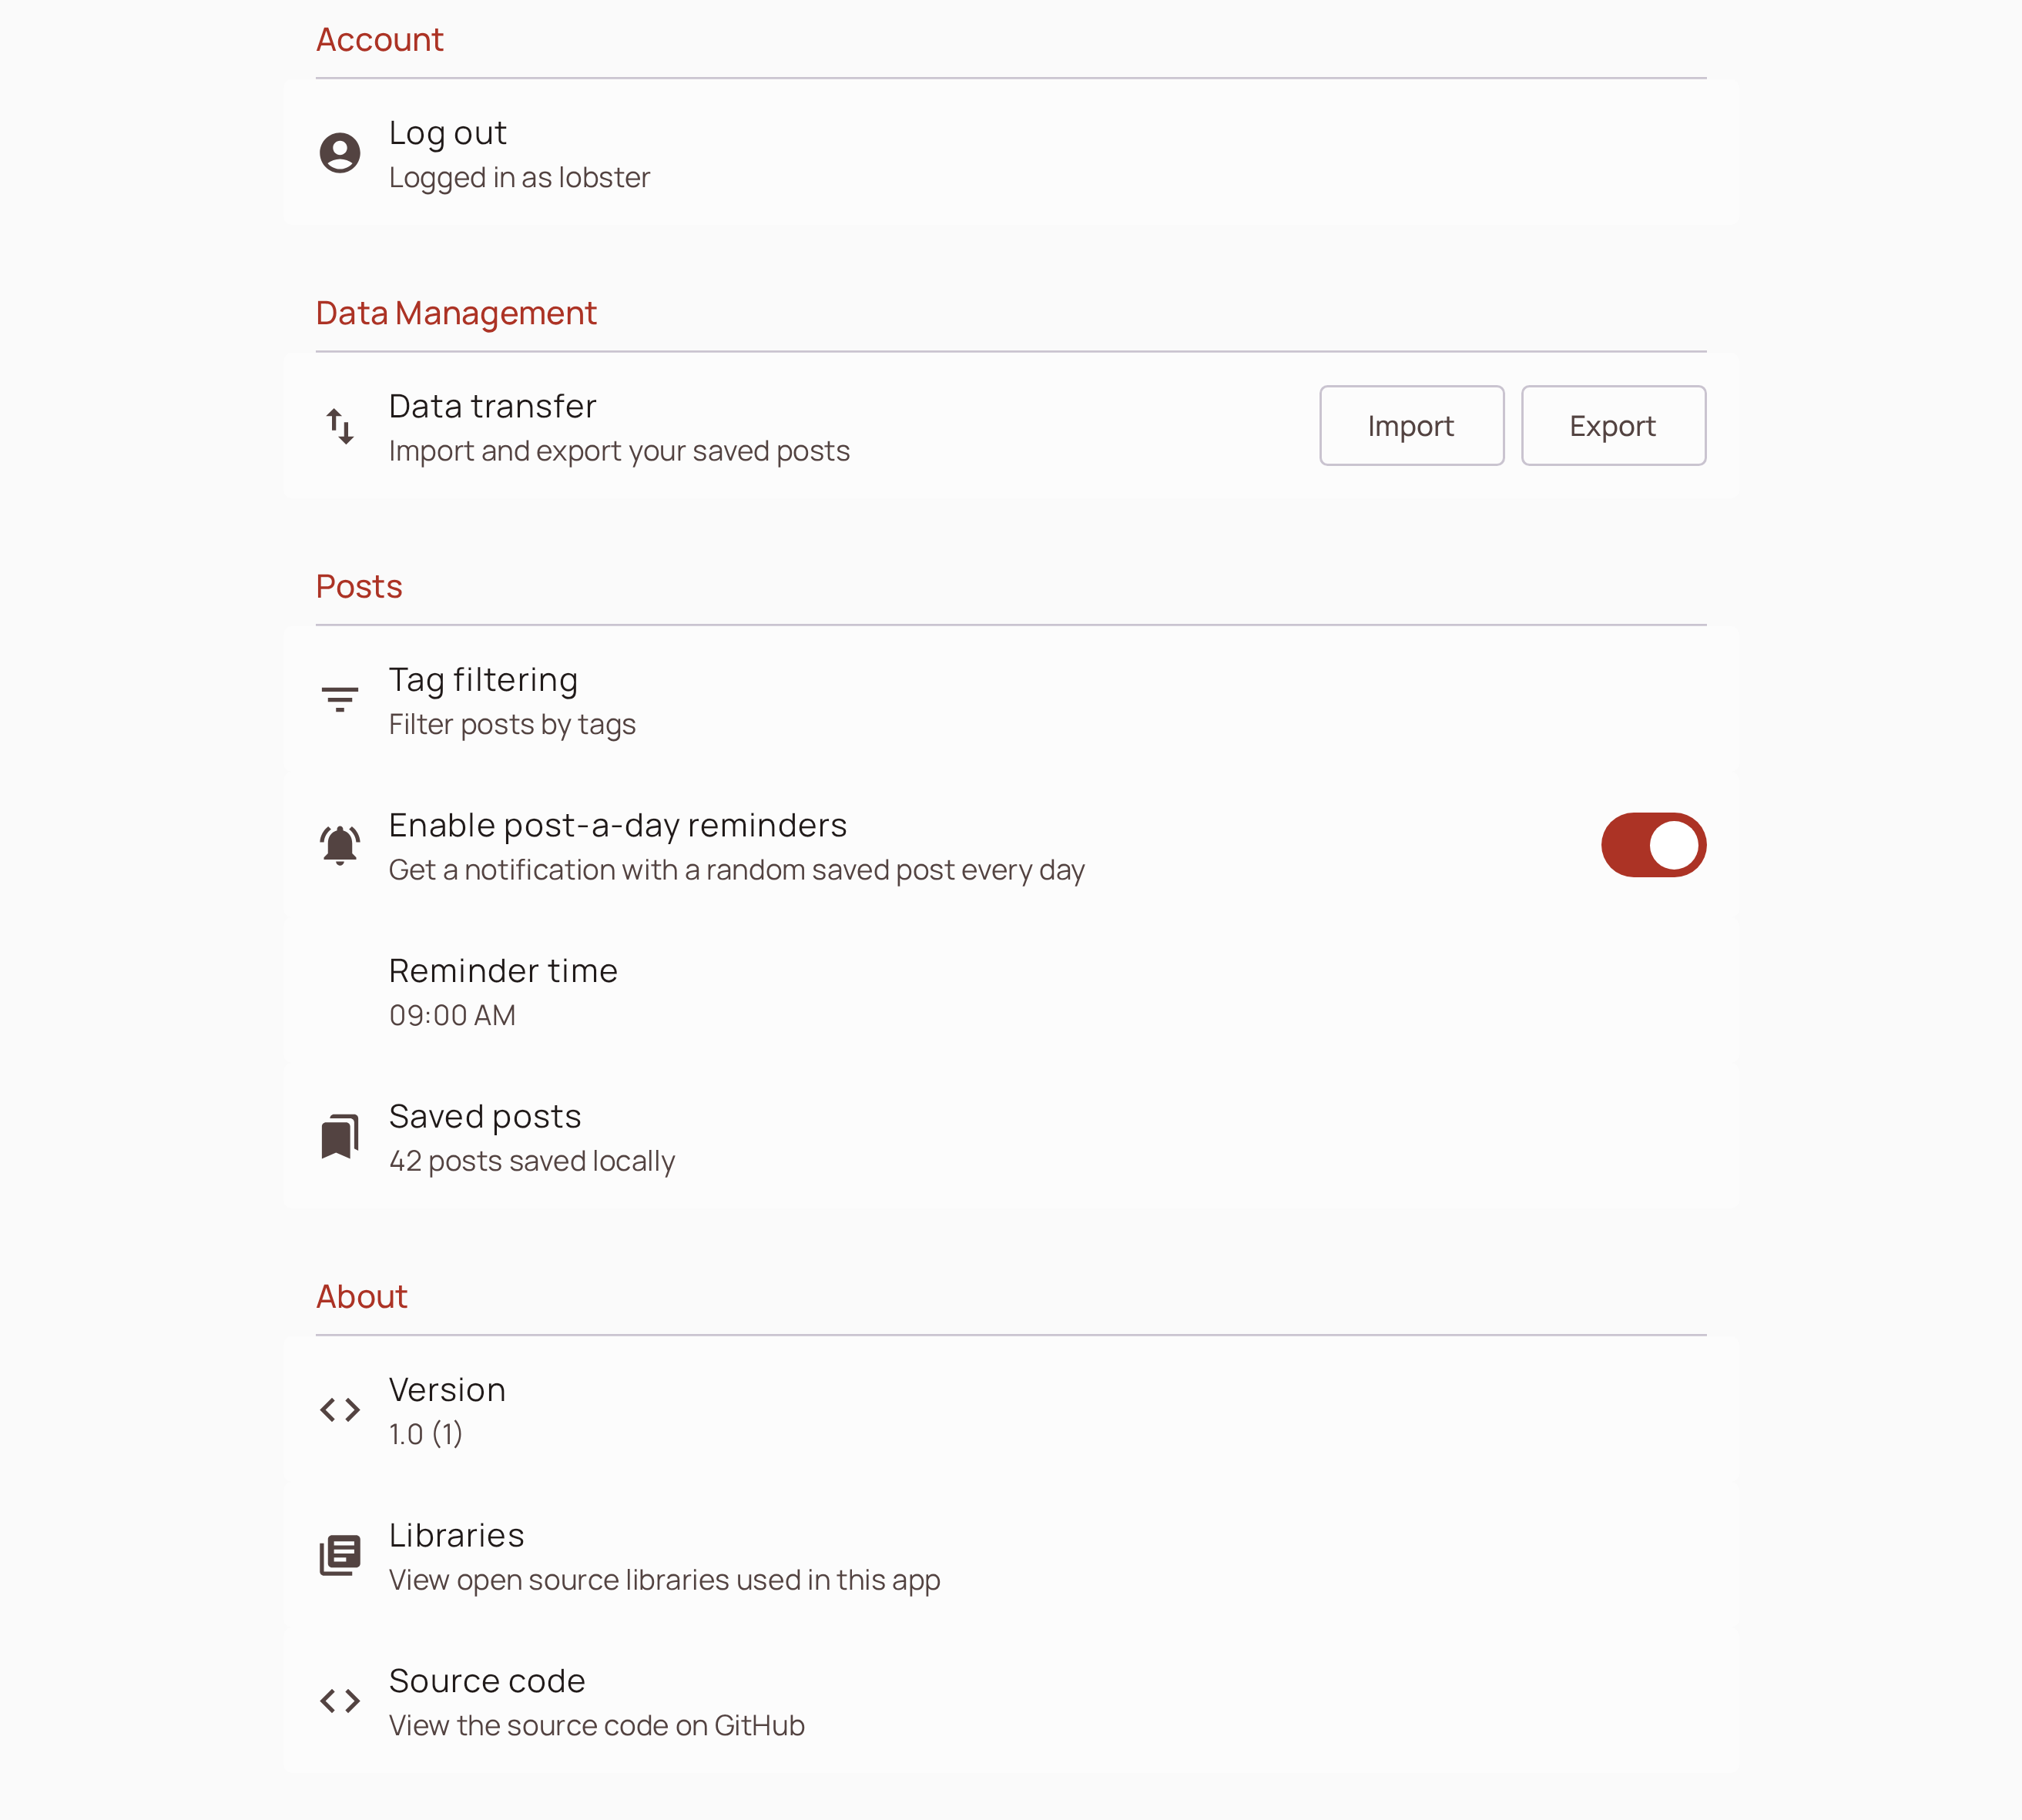 Account
Log out
Logged in as lobster
Data Management
Data transfer
Import and export your saved posts
Import
Export
Posts
Tag filtering
Filter posts by tags
Enable post-a-day reminders
Get a notification with a random saved post every day
Reminder time
09:00 AM
Saved posts
42 posts saved locally
About
Version
1.0 (1)
Libraries
View open source libraries used in this app
Source code
View the source code on GitHub